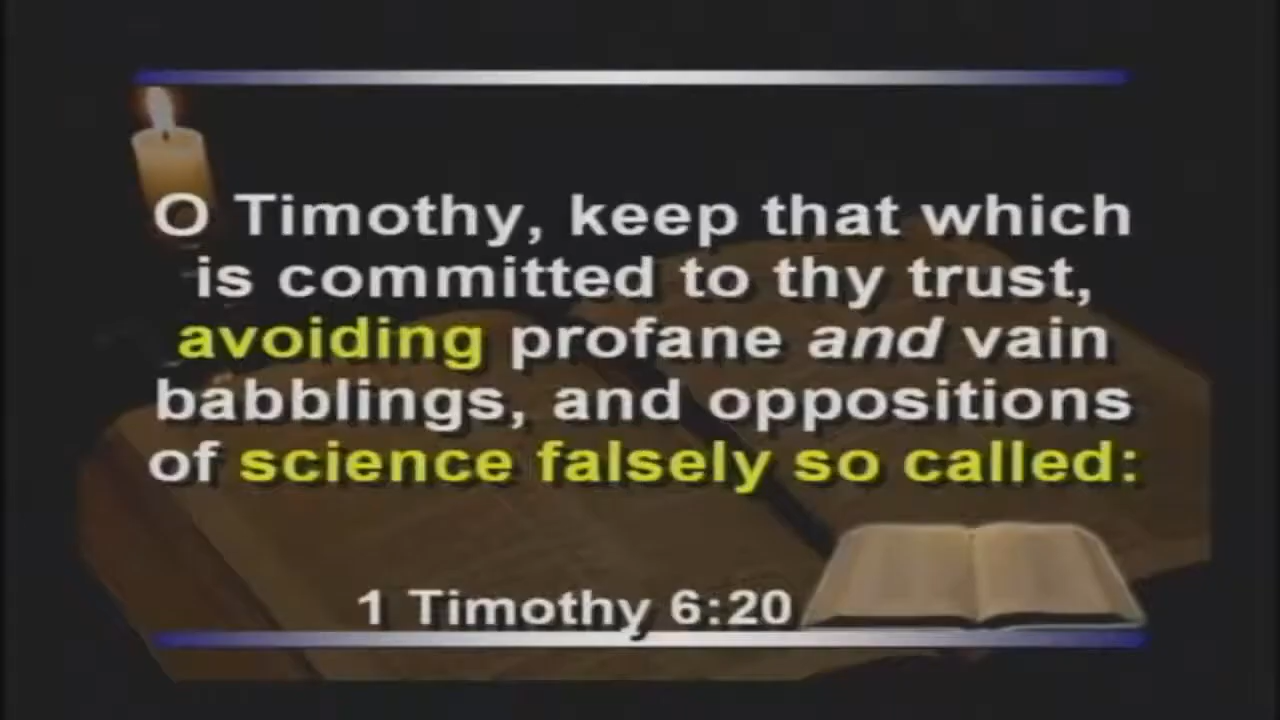 O Timothy, keep that which
is committed to thy trust,
avoiding profane and vain
babblings, and oppositions
of science falsely so called:
1 Timothy 6:20